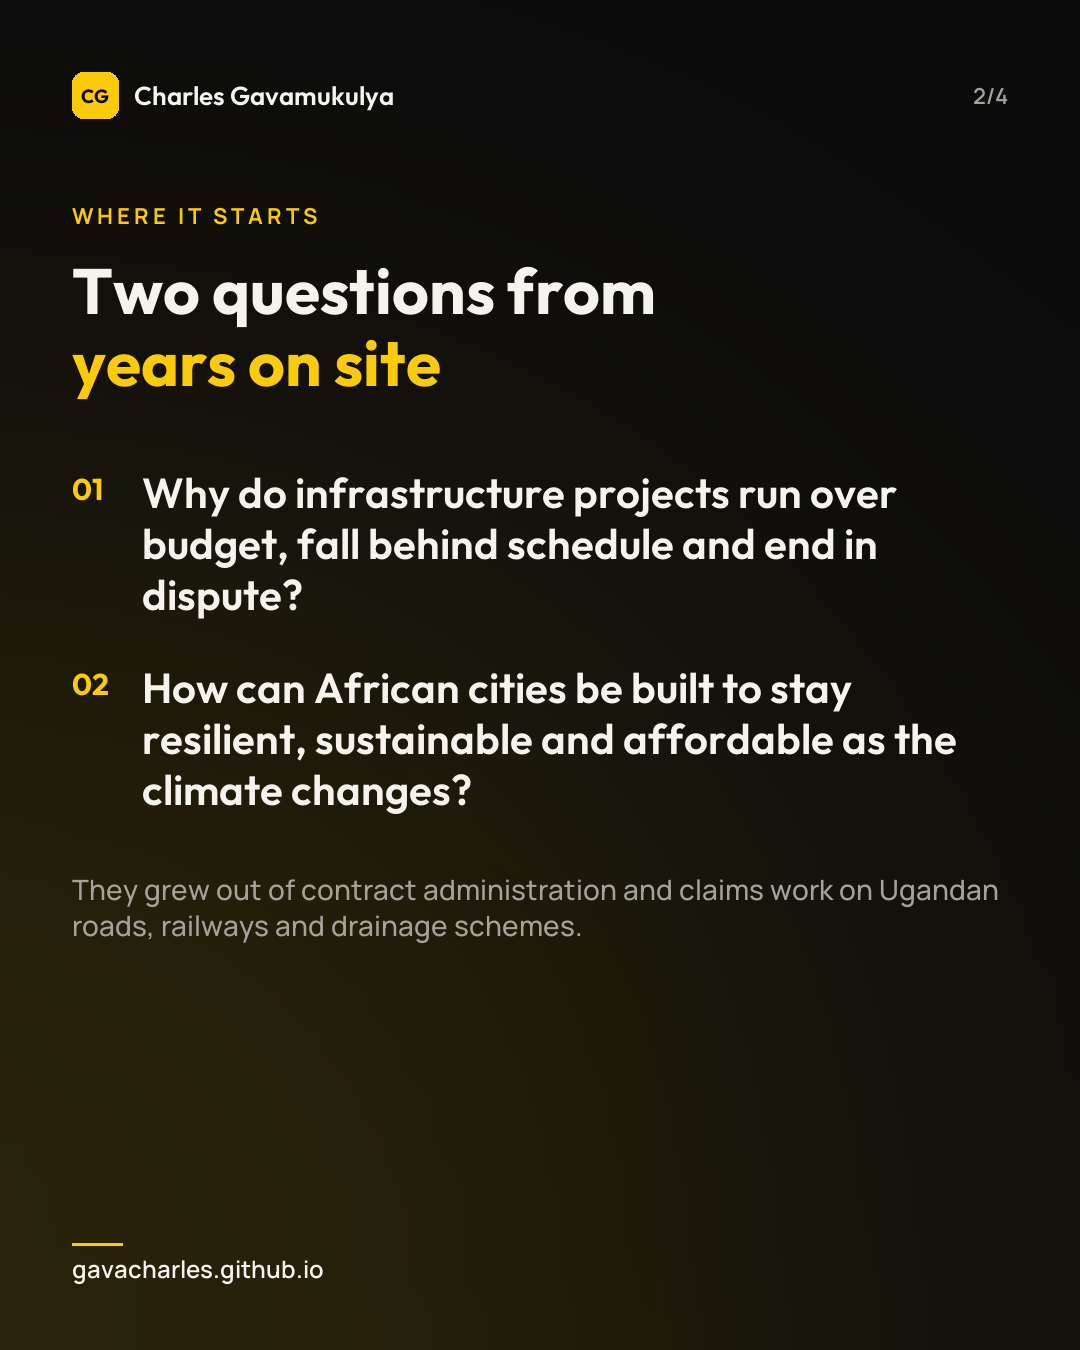 CG Charles Gavamukulya 2/4
WHERE IT STARTS
Two questions from
years on site
01 Why do infrastructure projects run over
budget, fall behind schedule and end in
dispute?
02 How can African cities be built to stay
resilient, sustainable and affordable as the
climate changes?
They grew out of contract administration and claims work on Ugandan
roads, railways and drainage schemes.
gavacharles.github.io